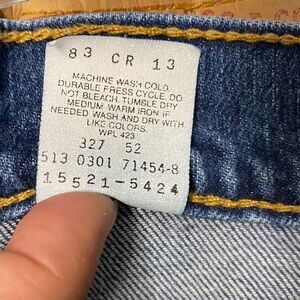 83 CR 13
MACHINE WASH COLD
DURABLE PRESS CYCLE. DO
NOT BLEACH. TUMBLE DRY
MEDIUM. WARM IRON IF
NEEDED WASH AND DRY WITH
LIKE COLORS.
WPL 423
327 52
513 0301 71454-8
15521-5424